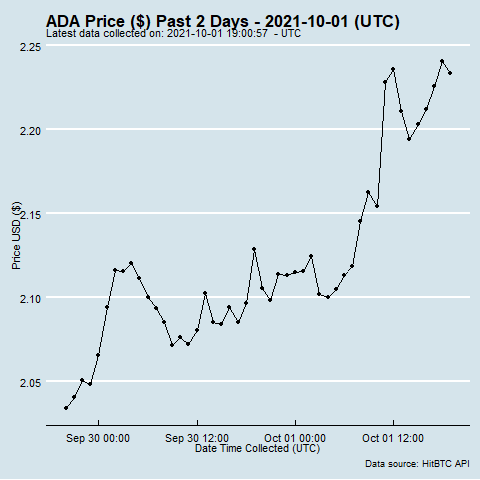 ADA Price ($) Past 2 Days - 2021-10-01 (UTC)
Latest data collected on: 2021-10-01 19:00:57 - UTC
2.25
2.20
2.15
2.10
2.05
Price USD ($)
Sep 30 00:00
Sep 30 12:00
Oct 01 00:00
Oct 01 12:00
Date Time Collected (UTC)
Data source: HitBTC API